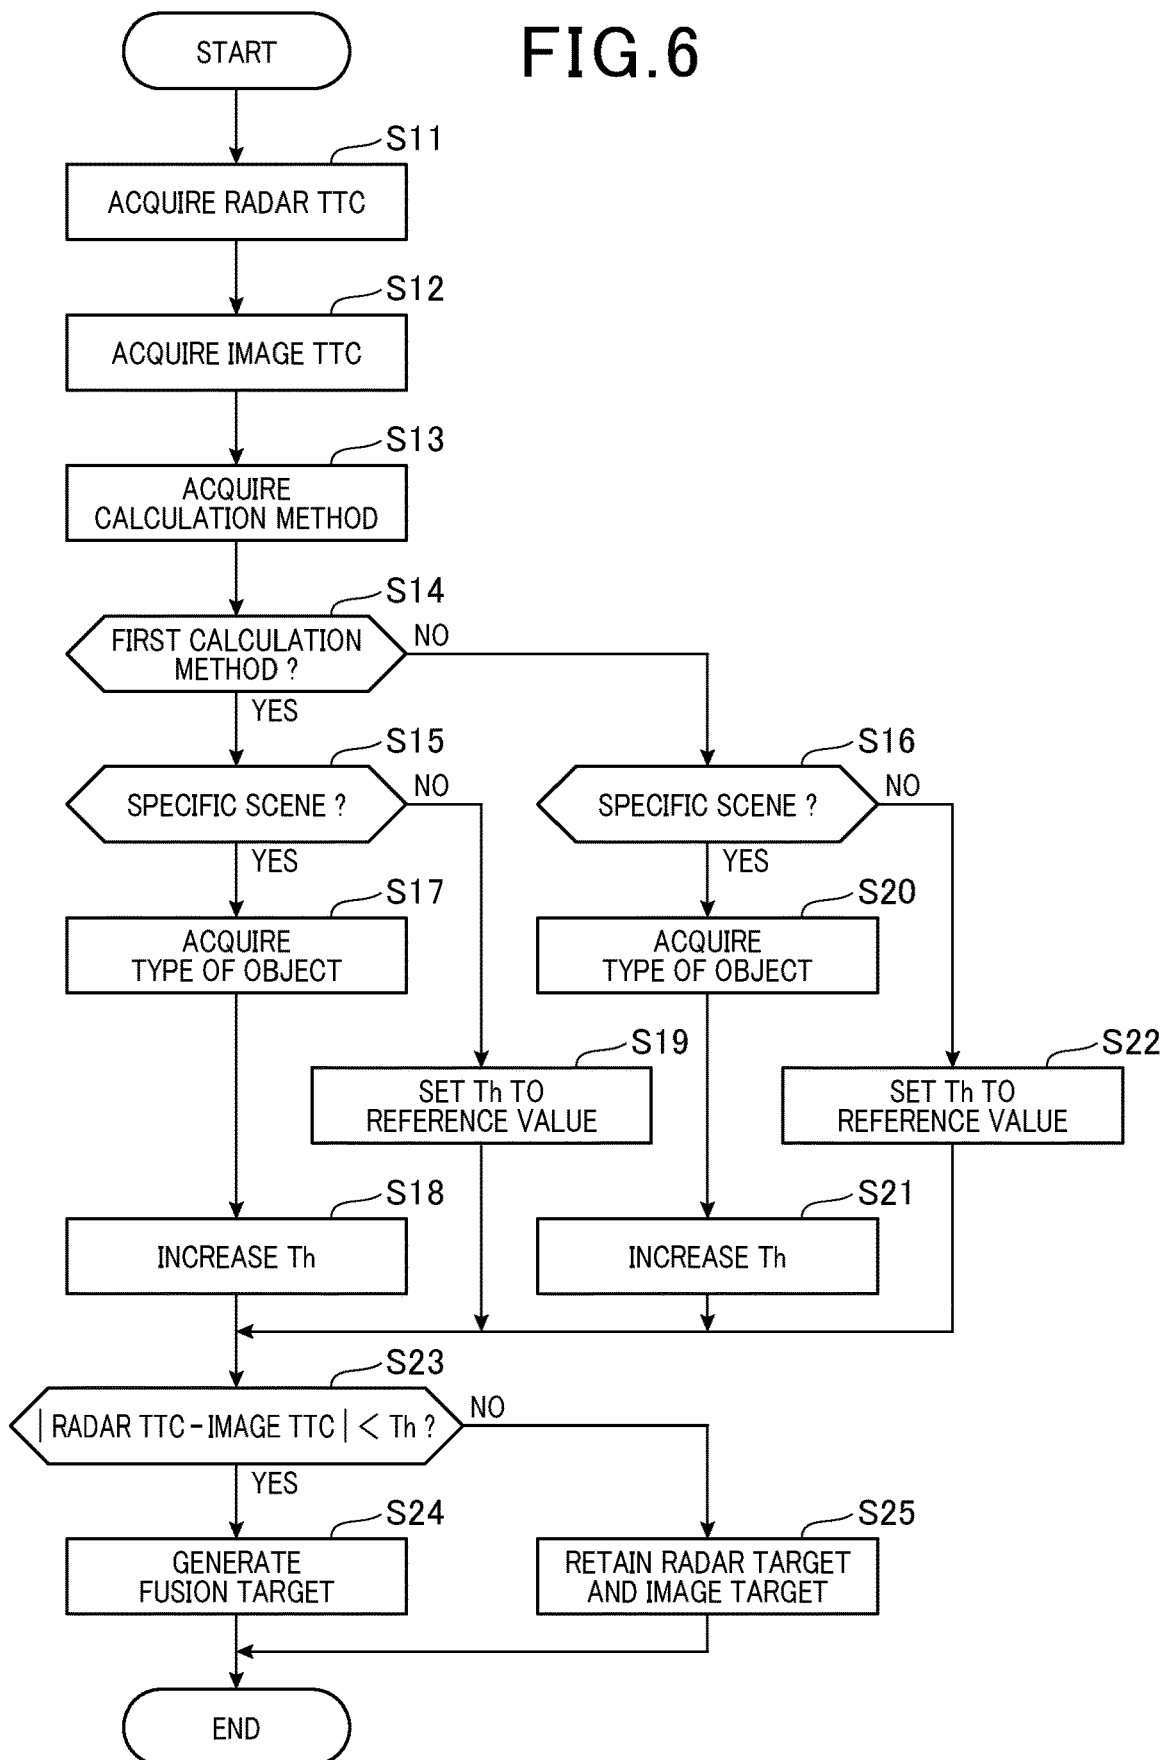 FIG.6
START
S11
ACQUIRE RADAR TTC
S12
ACQUIRE IMAGE TTC
S13
ACQUIRE
CALCULATION METHOD
S14
FIRST CALCULATION
METHOD ?
NO
YES
S15
SPECIFIC SCENE ?
NO
YES
S16
SPECIFIC SCENE ?
NO
YES
S17
ACQUIRE
TYPE OF OBJECT
S20
ACQUIRE
TYPE OF OBJECT
S19
SET Th TO
REFERENCE VALUE
S22
SET Th TO
REFERENCE VALUE
S18
INCREASE Th
S21
INCREASE Th
S23
| RADAR TTC – IMAGE TTC | < Th ?
NO
YES
S24
GENERATE
FUSION TARGET
S25
RETAIN RADAR TARGET
AND IMAGE TARGET
END